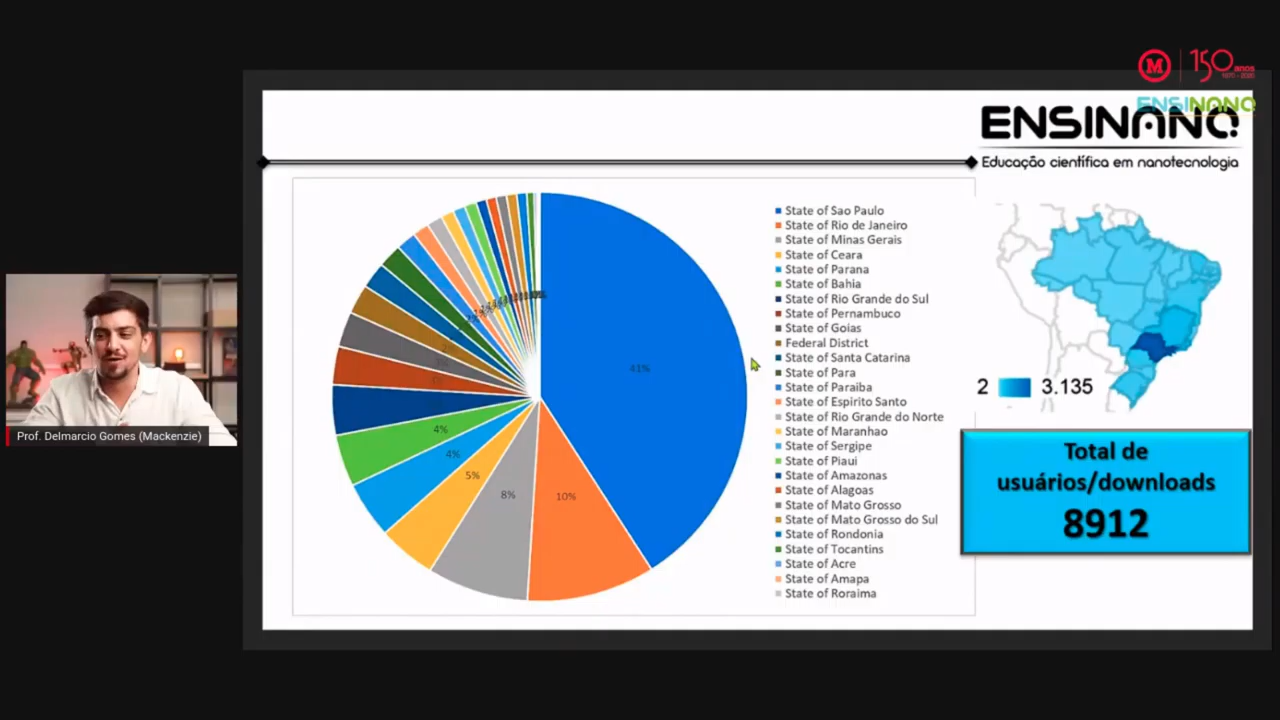 M
150 anos
1870 - 2020
ENSINANO
ENSINANO
Educação científica em nanotecnologia
State of Sao Paulo
State of Rio de Janeiro
State of Minas Gerais
State of Ceara
State of Parana
State of Bahia
State of Rio Grande do Sul
State of Pernambuco
State of Goias
Federal District
State of Santa Catarina
State of Para
State of Paraiba
State of Espirito Santo
State of Rio Grande do Norte
State of Maranhao
State of Sergipe
State of Piaui
State of Amazonas
State of Alagoas
State of Mato Grosso
State of Mato Grosso do Sul
State of Rondonia
State of Tocantins
State of Acre
State of Amapa
State of Roraima
41%
10%
8%
5%
4%
4%
2 3.135
Total de
usuários/downloads
8912
Prof. Delmarcio Gomes (Mackenzie)